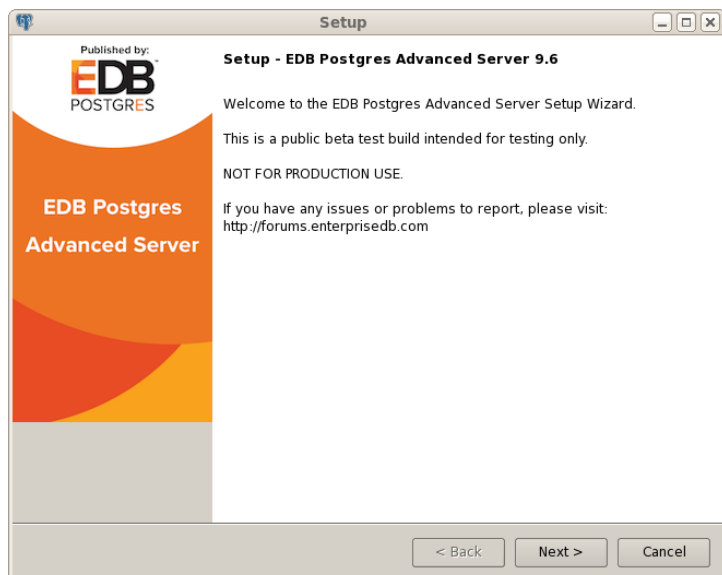 Setup
Published by:
EDB
POSTGRES
EDB Postgres
Advanced Server
Setup - EDB Postgres Advanced Server 9.6
Welcome to the EDB Postgres Advanced Server Setup Wizard.
This is a public beta test build intended for testing only.
NOT FOR PRODUCTION USE.
If you have any issues or problems to report, please visit:
http://forums.enterprisedb.com
< Back
Next >
Cancel